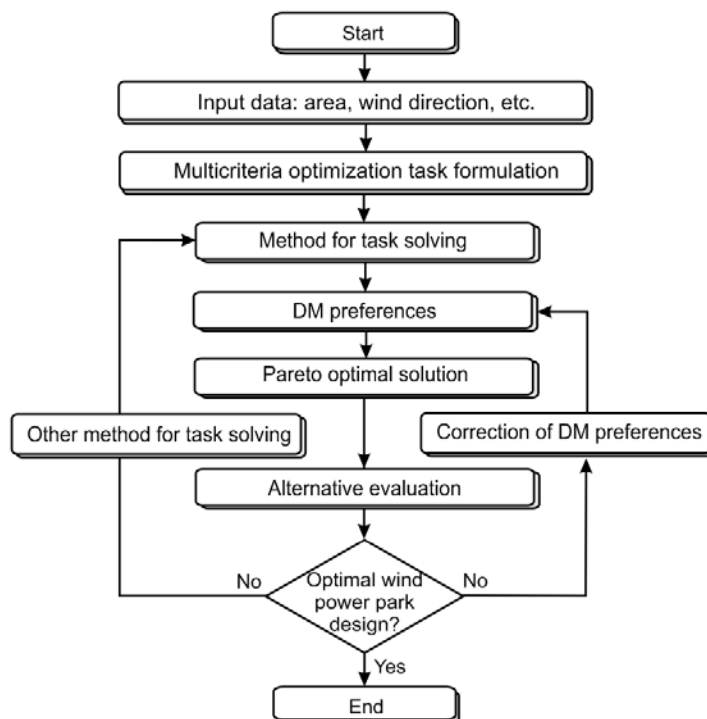 Start
Input data: area, wind direction, etc.
Multicriteria optimization task formulation
Method for task solving
DM preferences
Pareto optimal solution
Other method for task solving
Correction of DM preferences
Alternative evaluation
No
Optimal wind
power park
design?
No
Yes
End